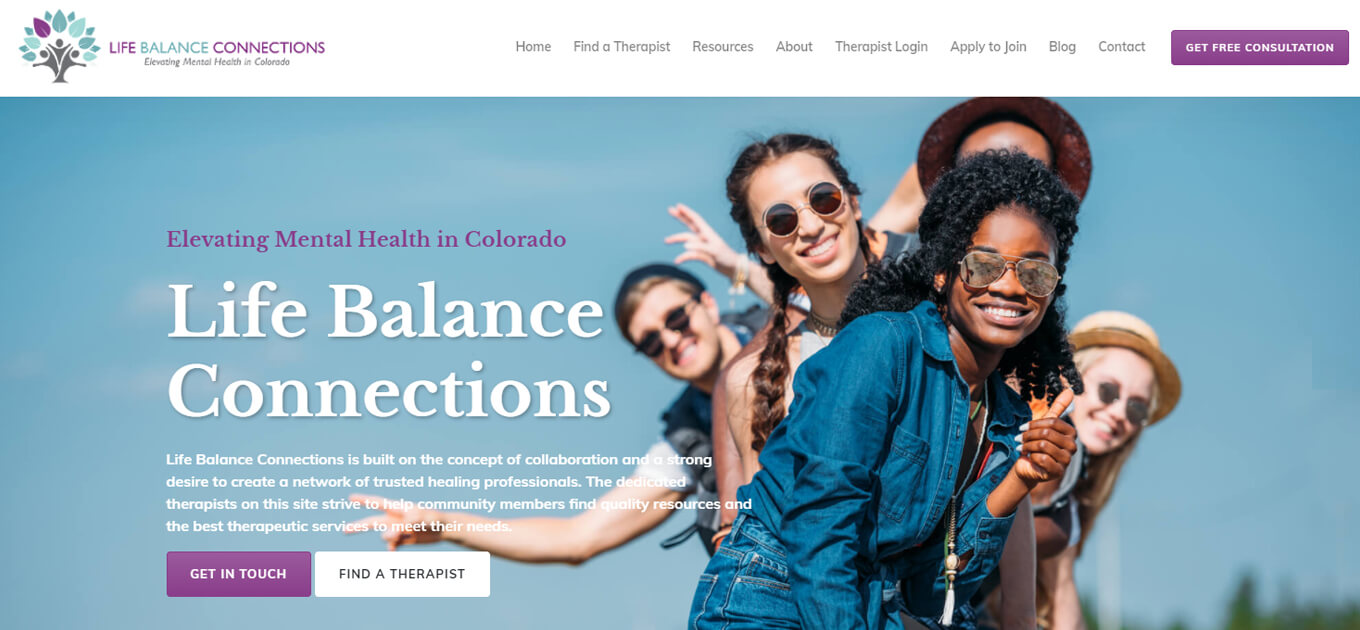 LIFE BALANCE CONNECTIONS
Elevating Mental Health in Colorado
Home Find a Therapist Resources About Therapist Login Apply to Join Blog Contact GET FREE CONSULTATION
Elevating Mental Health in Colorado
Life Balance
Connections
Life Balance Connections is built on the concept of collaboration and a strong
desire to create a network of trusted healing professionals. The dedicated
therapists on this site strive to help community members find quality resources and
the best therapeutic services to meet their needs.
GET IN TOUCH FIND A THERAPIST